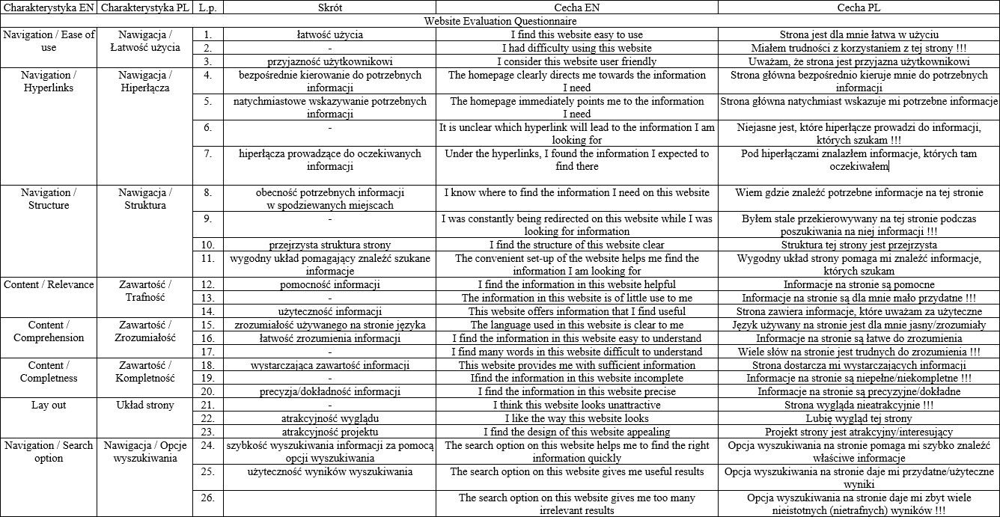 Charakterystyka EN Charakterystyka PL L.p. Skrót Cecha EN Cecha PL
Website Evaluation Questionnaire
Navigation / Ease of use Nawigacja / Łatwość użycia 1. łatwość użycia I find this website easy to use Strona jest dla mnie łatwa w użyciu
2. - I had difficulty using this website Miałem trudności z korzystaniem z tej strony !!!
3. przyjazność użytkownikowi I consider this website user friendly Uważam, że strona jest przyjazna użytkownikowi
Navigation / Hyperlinks Nawigacja / Hiperłącza 4. bezpośrednie kierowanie do potrzebnych informacji The homepage clearly directs me towards the information I need Strona główna bezpośrednio kieruje mnie do potrzebnych informacji
5. natychmiastowe wskazywanie potrzebnych informacji The homepage immediately points me to the information I need Strona główna natychmiast wskazuje mi potrzebne informacje
6. - It is unclear which hyperlink will lead to the information I am looking for Niejasne jest, które hiperłącze prowadzi do informacji, których szukam !!!
7. hiperłącza prowadzące do oczekiwanych informacji Under the hyperlinks, I found the information I expected to find there Pod hiperłączami znalazłem informacje, których tam oczekiwałem
Navigation / Structure Nawigacja / Struktura 8. obecność potrzebnych informacji w spodziewanych miejscach I know where to find the information I need on this website Wiem gdzie znaleźć potrzebne informacje na tej stronie
9. - I was constantly being redirected on this website while I was looking for information Byłem stale przekierowywany na tej stronie podczas poszukiwania na niej informacji !!!
10. przejrzysta struktura strony I find the structure of this website clear Struktura tej strony jest przejrzysta
11. wygodny układ pomagający znaleźć szukane informacje The convenient set-up of the website helps me find the information I am looking for Wygodny układ strony pomaga mi znaleźć informacje, których szukam
Content / Relevance Zawartość / Trafność 12. pomocność informacji I find the information in this website helpful Informacje na stronie są pomocne
13. - The information in this website is of little use to me Informacje na stronie są dla mnie mało przydatne !!!
14. użyteczność informacji This website offers information that I find useful Strona zawiera informacje, które uważam za użyteczne
Content / Comprehension Zawartość / Zrozumiałość 15. zrozumiałość używanego na stronie języka The language used in this website is clear to me Język używany na stronie jest dla mnie jasny/zrozumiały
16. łatwość zrozumienia informacji I find the information in this website easy to understand Informacje na stronie są łatwe do zrozumienia
17. - I find many words in this website difficult to understand Wiele słów na stronie jest trudnych do zrozumienia !!!
Content / Completness Zawartość / Kompletność 18. wystarczająca zawartość informacji This website provides me with sufficient information Strona dostarcza mi wystarczających informacji
19. - Ifind the information in this website incomplete Informacje na stronie są niepełne/niekompletne !!!
20. precyzja/dokładność informacji I find the information in this website precise Informacje na stronie są precyzyjne/dokładne
Lay out Układ strony 21. - I think this website looks unattractive Strona wygląda nieatrakcyjnie !!!
22. atrakcyjność wyglądu I like the way this website looks Lubię wygląd tej strony
23. atrakcyjność projektu I find the design of this website appealing Projekt strony jest atrakcyjny/interesujący
Navigation / Search option Nawigacja / Opcje wyszukiwania 24. szybkość wyszukiwania informacji za pomocą opcji wyszukiwania The search option on this website helps me to find the right information quickly Opcja wyszukiwania na stronie pomaga mi szybko znaleźć właściwe informacje
25. użyteczność wyników wyszukiwania The search option on this website gives me useful results Opcja wyszukiwania na stronie daje mi przydatne/użyteczne wyniki
26. The search option on this website gives me too many irrelevant results Opcja wyszukiwania na stronie daje mi zbyt wiele nieistotnych (nietrafnych) wyników !!!